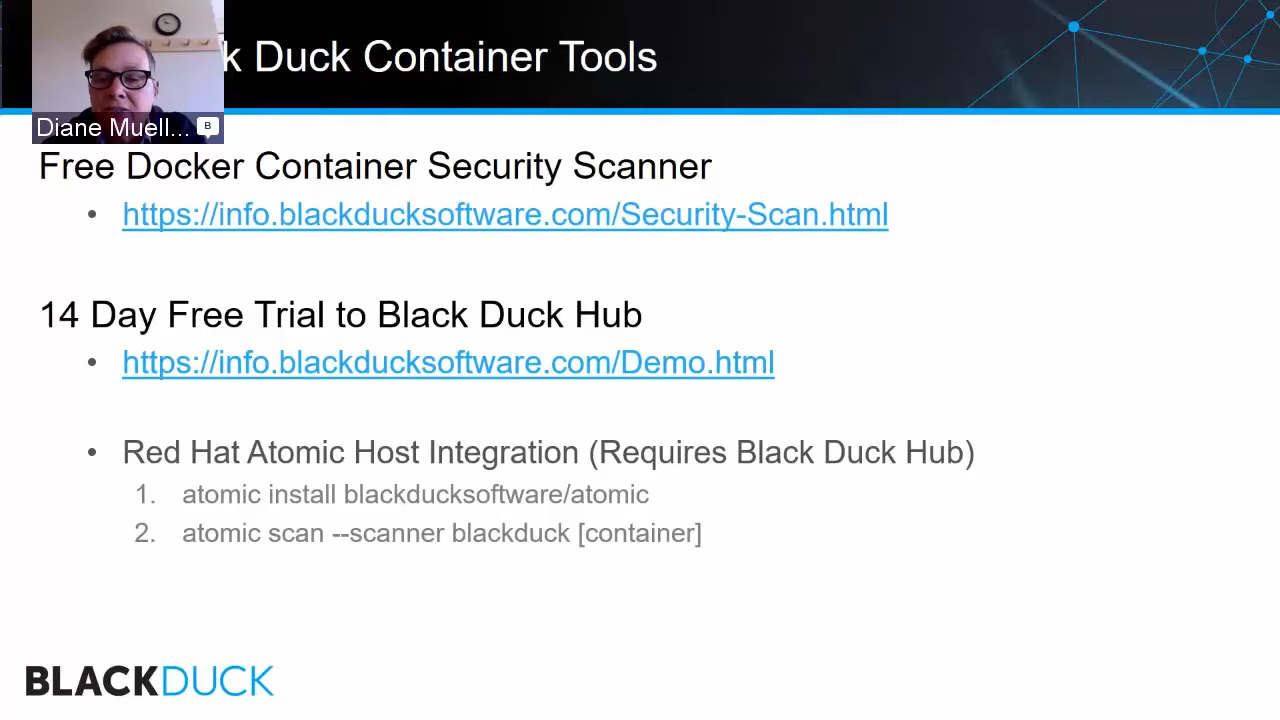 k Duck Container Tools
Diane Muell...
B
Free Docker Container Security Scanner
• https://info.blackducksoftware.com/Security-Scan.html
14 Day Free Trial to Black Duck Hub
• https://info.blackducksoftware.com/Demo.html
• Red Hat Atomic Host Integration (Requires Black Duck Hub)
1. atomic install blackducksoftware/atomic
2. atomic scan --scanner blackduck [container]
BLACKDUCK